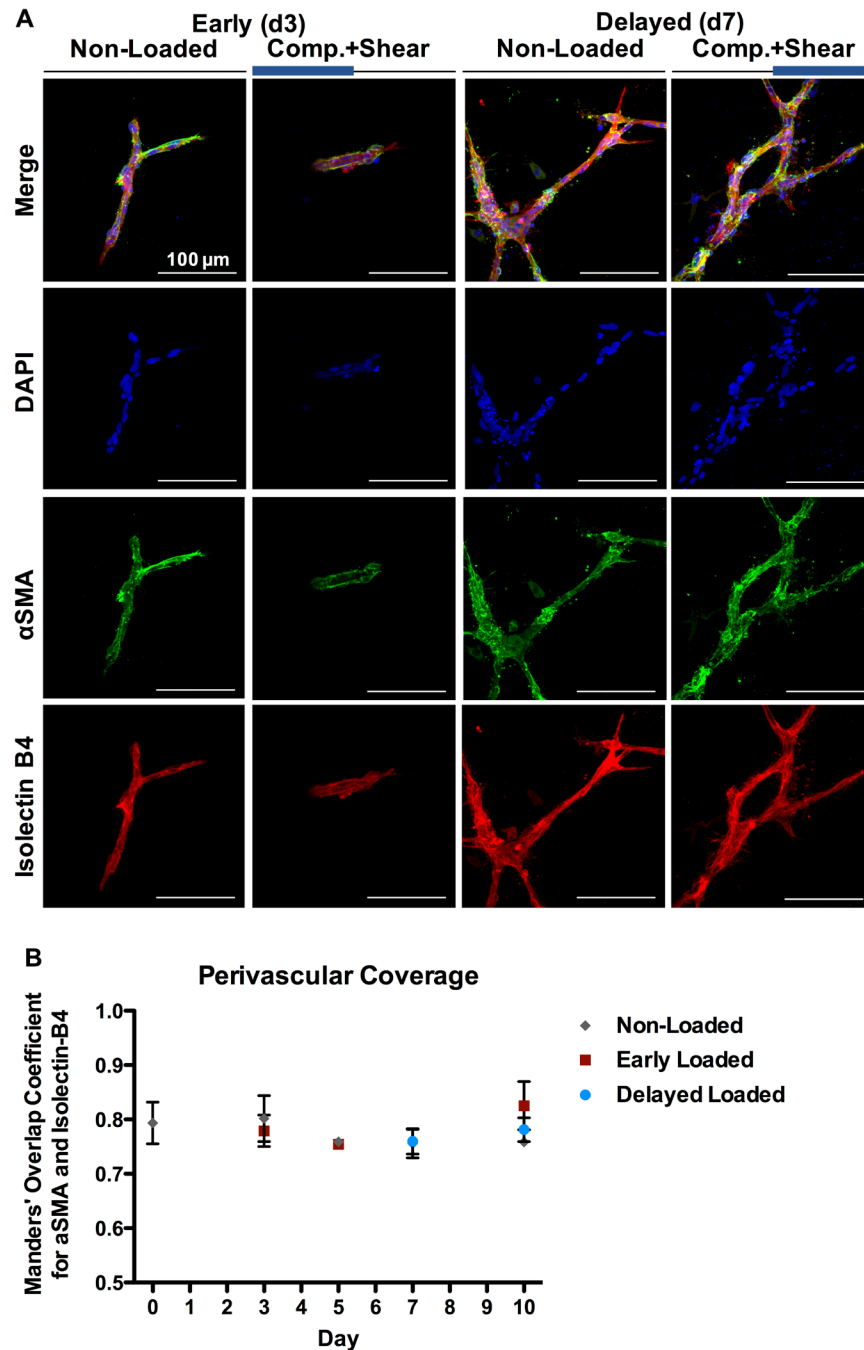 A
Early (d3)
Delayed (d7)
Non-Loaded
Comp.+Shear
Non-Loaded
Comp.+Shear
Merge
100 µm
DAPI
αSMA
Isolectin B4
B
Perivascular Coverage
Manders' Overlap Coefficient
for aSMA and Isolectin-B4
1.0
0.9
0.8
0.7
0.6
0.5
0 1 2 3 4 5 6 7 8 9 10
Day
Non-Loaded
Early Loaded
Delayed Loaded